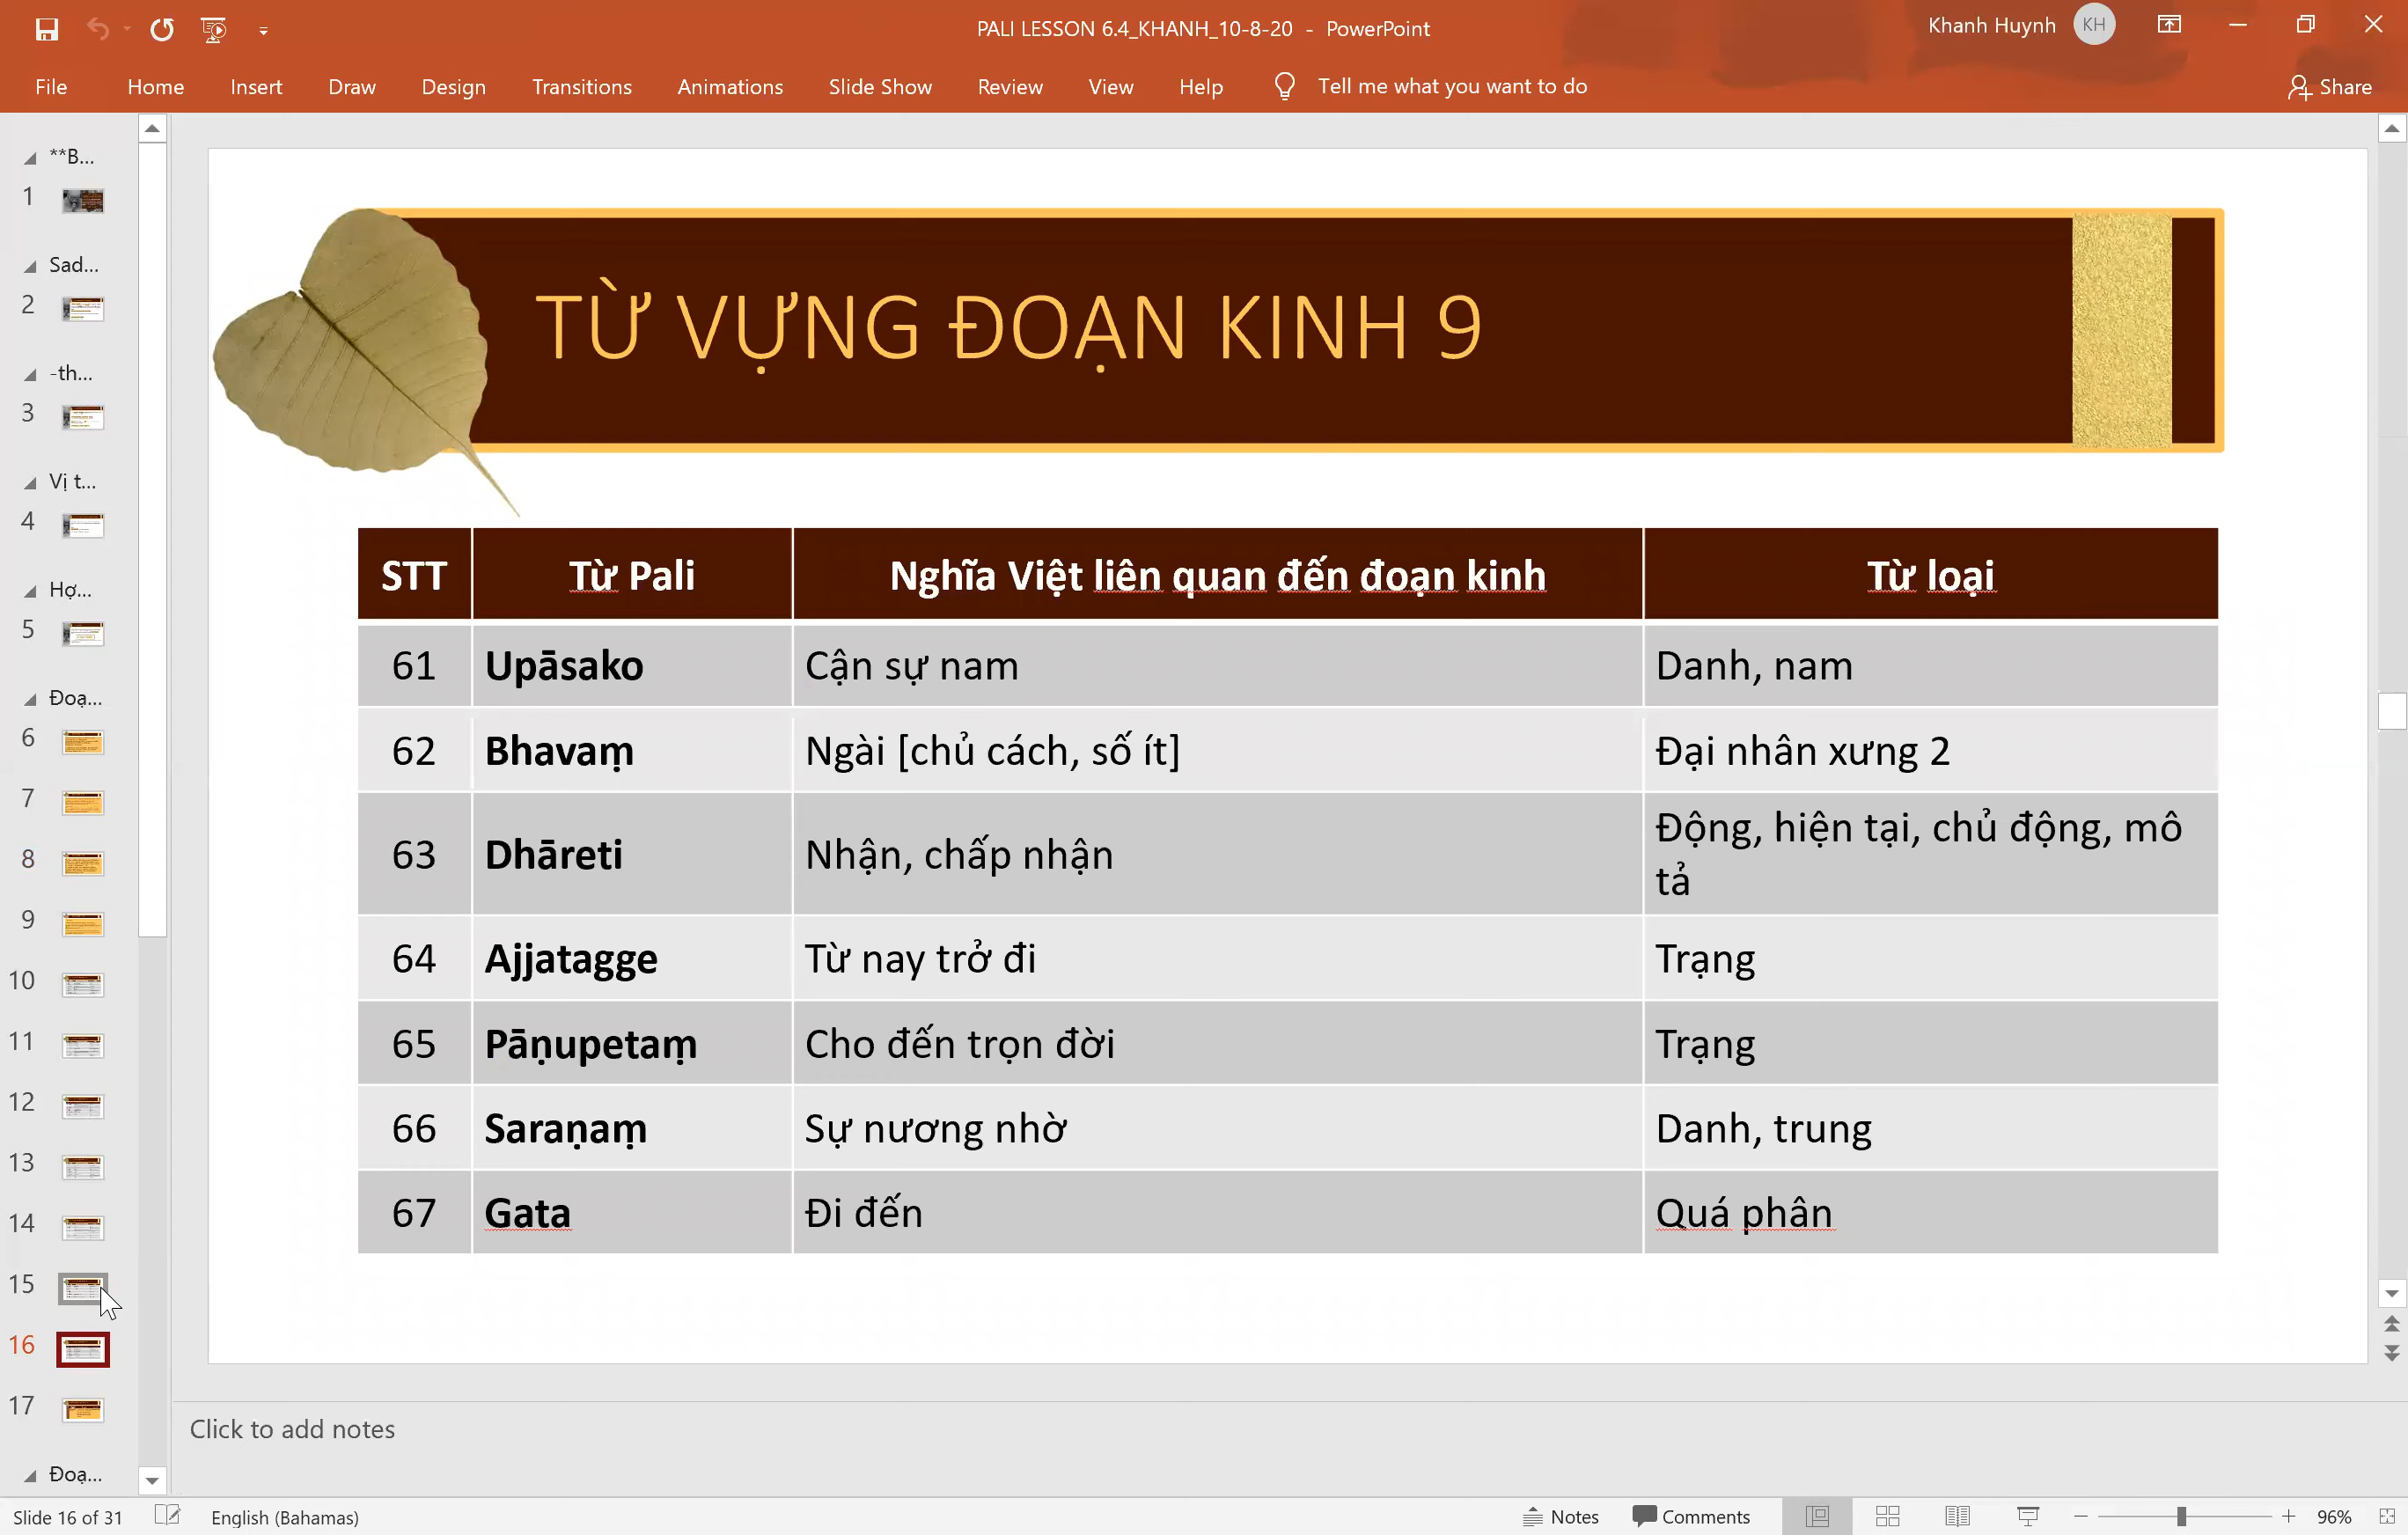 PALI LESSON 6.4_KHANH_10-8-20 - PowerPoint
Khanh Huynh KH
File Home Insert Draw Design Transitions Animations Slide Show Review View Help Tell me what you want to do Share
**B...
1
Sad...
2
-th...
3
Vị t...
4
Hợ...
5
Đoạ...
6
7
8
9
10
11
12
13
14
15
16
17
Đoạ...
TỪ VỰNG ĐOẠN KINH 9
STT Từ Pali Nghĩa Việt liên quan đến đoạn kinh Từ loại
61 Upāsako Cận sự nam Danh, nam
62 Bhavaṃ Ngài [chủ cách, số ít] Đại nhân xưng 2
63 Dhāreti Nhận, chấp nhận Động, hiện tại, chủ động, mô
tả
64 Ajjatagge Từ nay trở đi Trạng
65 Pāṇupetaṃ Cho đến trọn đời Trạng
66 Saraṇaṃ Sự nương nhờ Danh, trung
67 Gata Đi đến Quá phân
Click to add notes
Slide 16 of 31 English (Bahamas) Notes Comments 96%